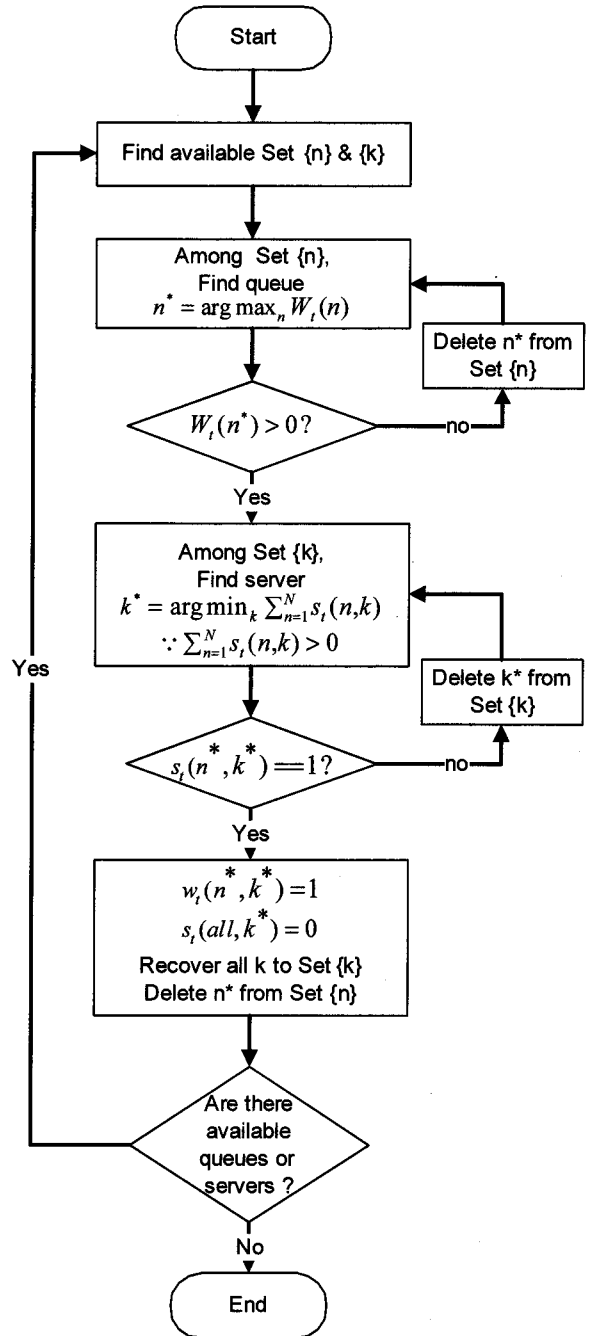 Start
Find available Set {n} & {k}
Among Set {n},
Find queue
n* = arg max_n W_t(n)
Delete n* from
Set {n}
W_t(n*) > 0?
no
Yes
Among Set {k},
Find server
k* = arg min_k ∑_{n=1}^{N} s_t(n,k)
∵ ∑_{n=1}^{N} s_t(n,k) > 0
Delete k* from
Set {k}
Yes
s_t(n*,k*) == 1?
no
Yes
w_t(n*,k*) = 1
s_t(all,k*) = 0
Recover all k to Set {k}
Delete n* from Set {n}
Are there
available
queues or
servers ?
No
End